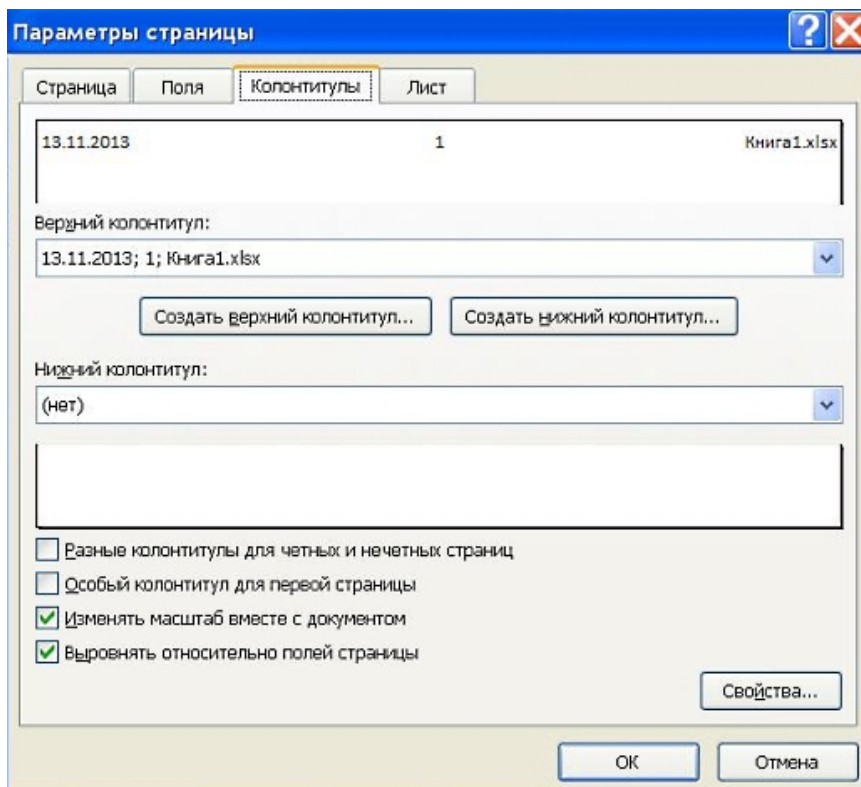 Параметры страницы
Страница Поля Колонтитулы Лист
13.11.2013 1 Книга1.xlsx
Верхний колонтитул:
13.11.2013; 1; Книга1.xlsx
Создать верхний колонтитул... Создать нижний колонтитул...
Нижний колонтитул:
(нет)
Разные колонтитулы для четных и нечетных страниц
Особый колонтитул для первой страницы
Изменять масштаб вместе с документом
Выровнять относительно полей страницы
Свойства...
ОК Отмена